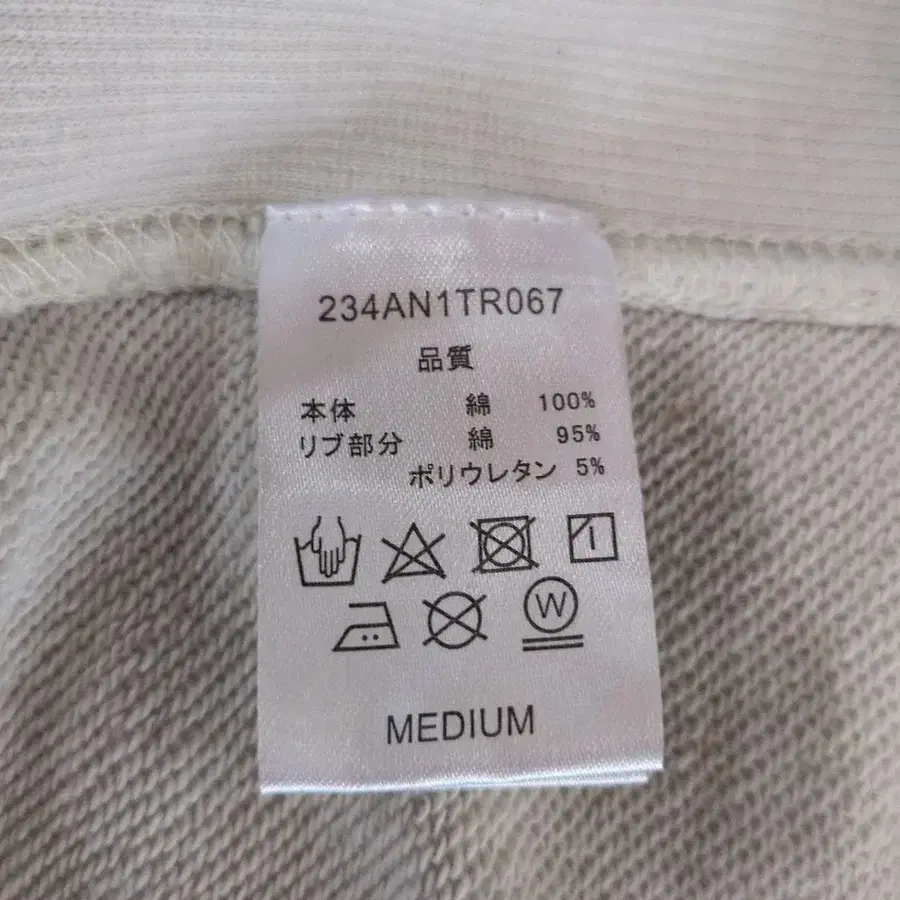 234AN1TR067
品質
本体 綿 100%
リブ部分 綿 95%
ポリウレタン 5%
W
MEDIUM